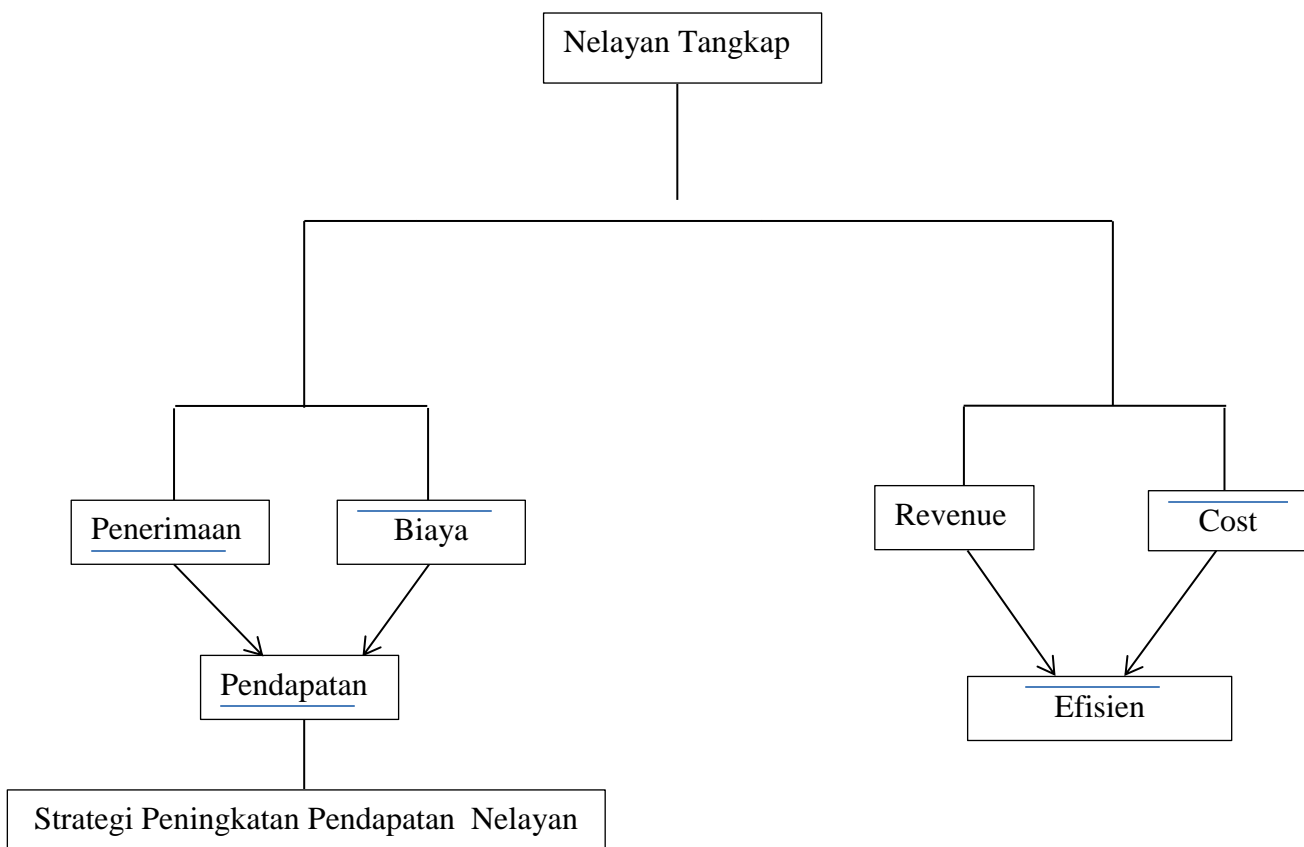 Nelayan Tangkap
Penerimaan
Biaya
Revenue
Cost
Pendapatan
Efisien
Strategi Peningkatan Pendapatan Nelayan